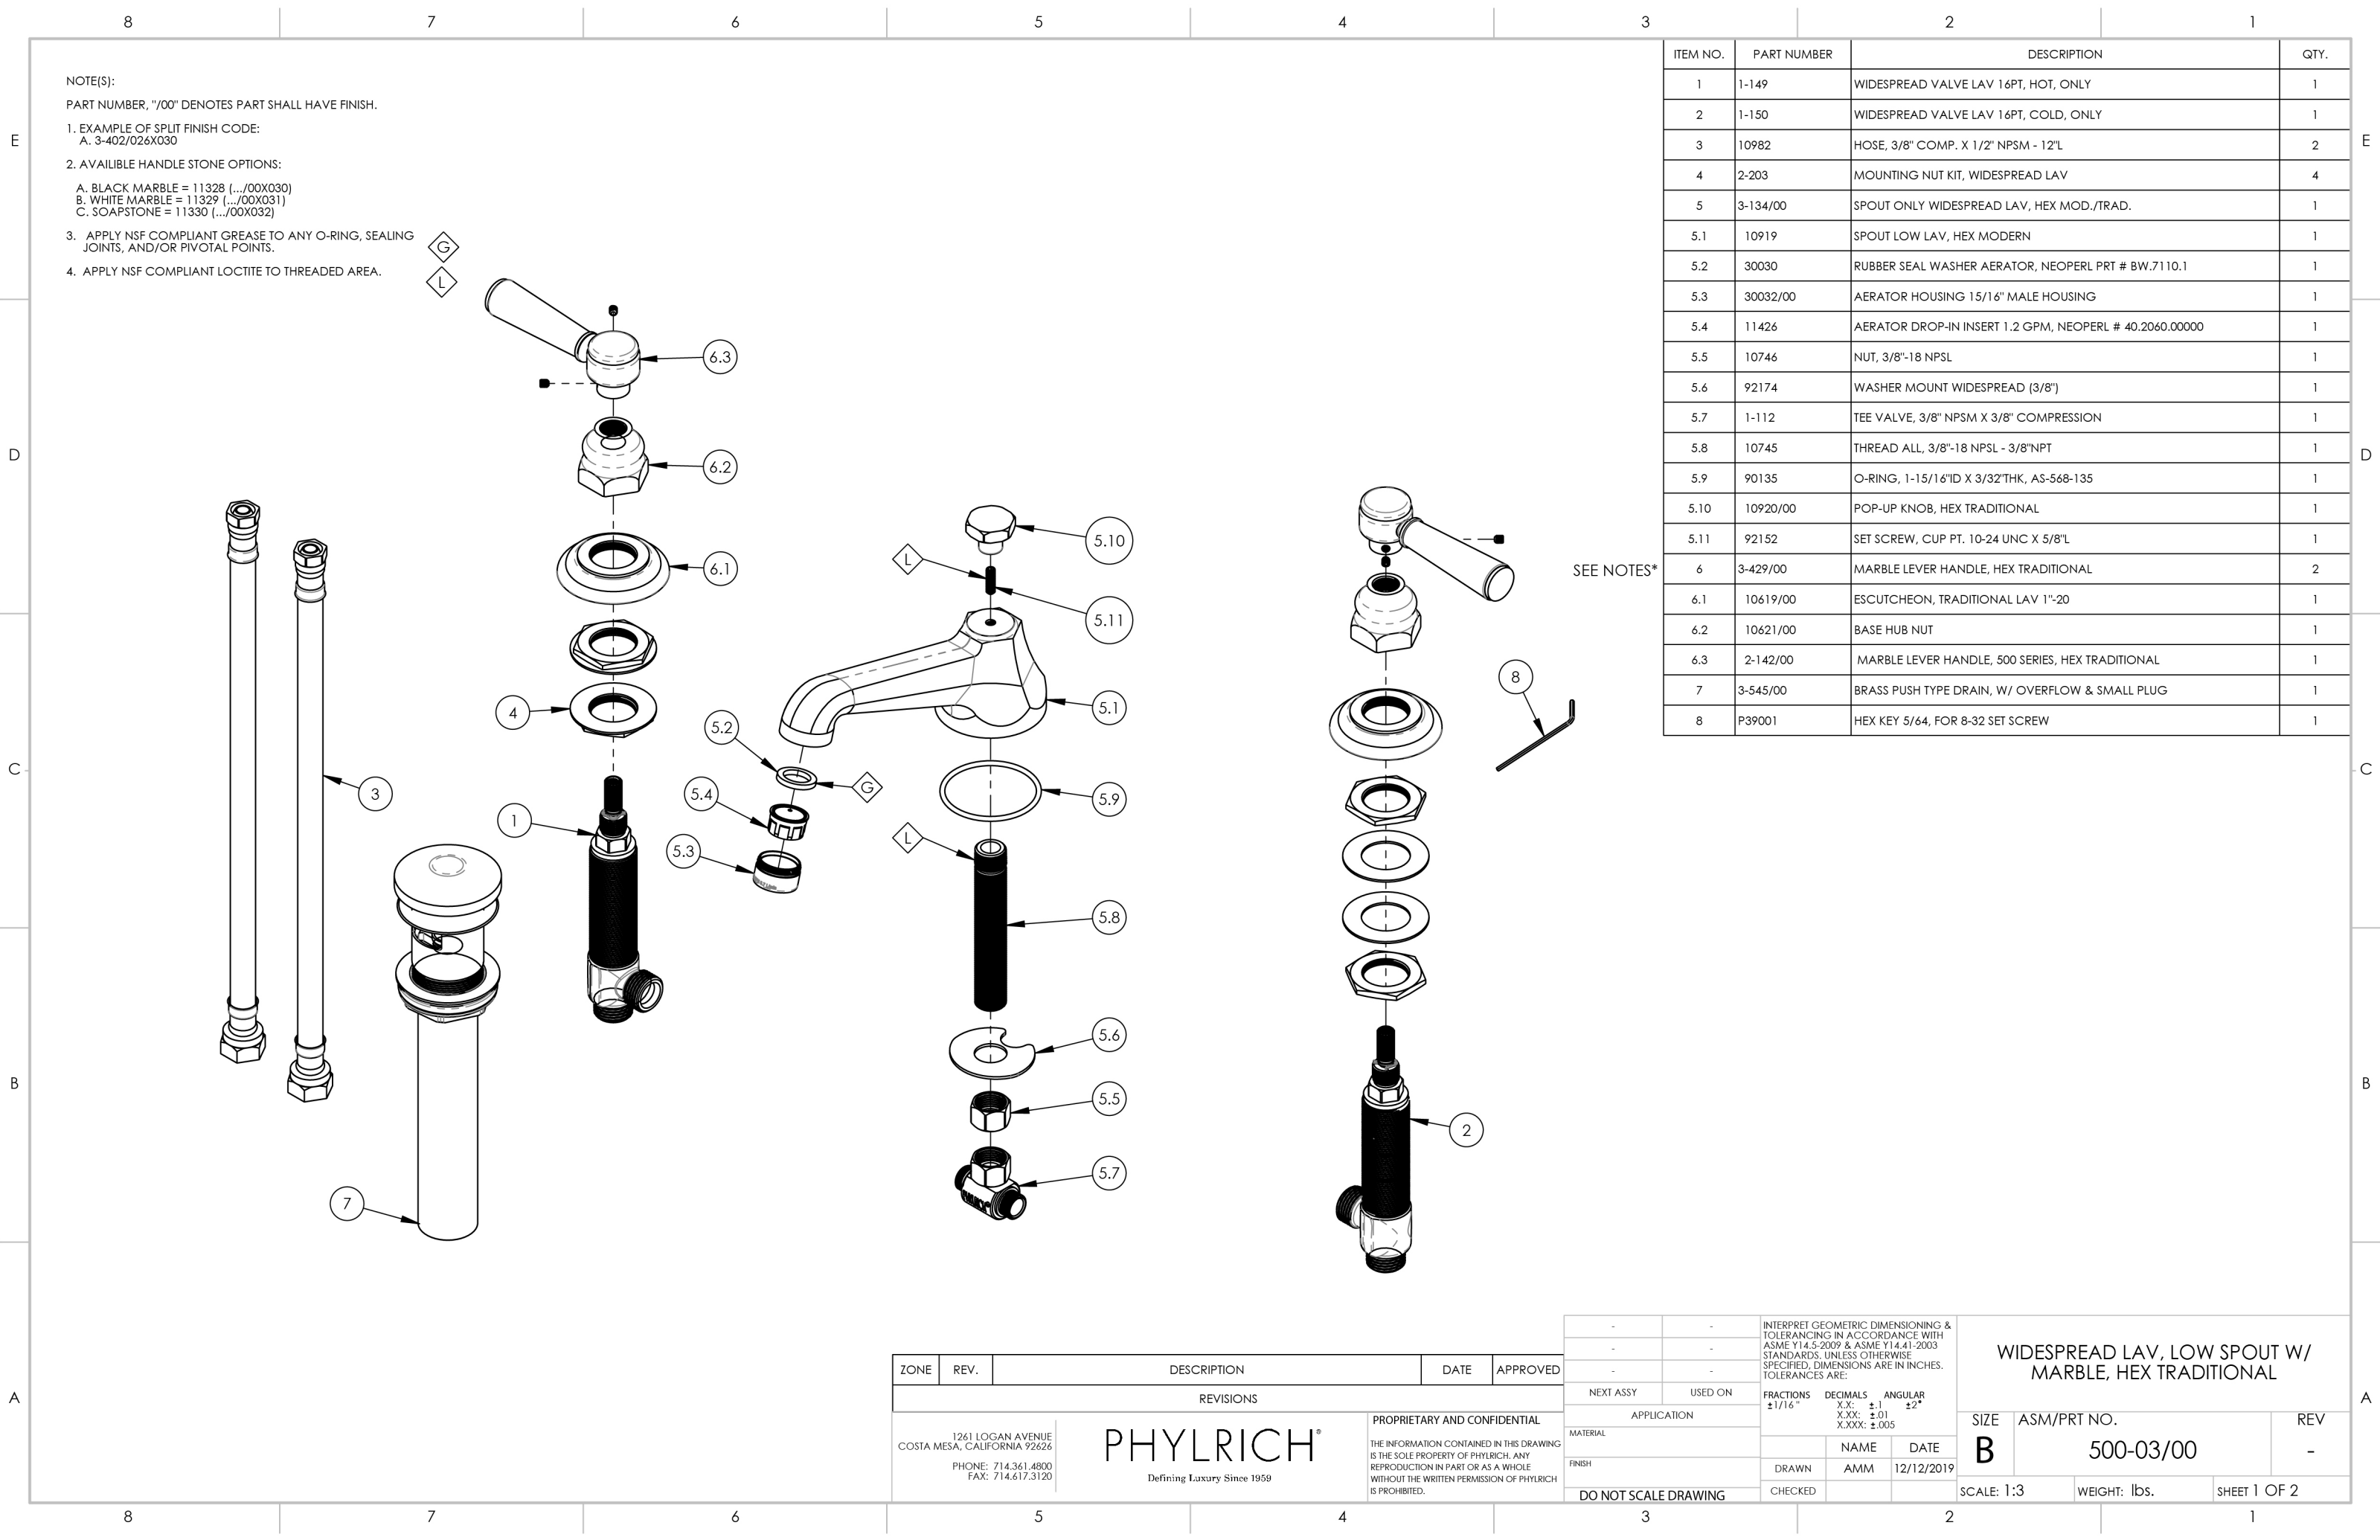 8 7 6 5 4 3 2 1
NOTE(S):
PART NUMBER, "/00" DENOTES PART SHALL HAVE FINISH.
1. EXAMPLE OF SPLIT FINISH CODE:
A. 3-402/026X030
2. AVAILIBLE HANDLE STONE OPTIONS:
A. BLACK MARBLE = 11328 (.../00X030)
B. WHITE MARBLE = 11329 (.../00X031)
C. SOAPSTONE = 11330 (.../00X032)
3. APPLY NSF COMPLIANT GREASE TO ANY O-RING, SEALING
JOINTS, AND/OR PIVOTAL POINTS.
G
4. APPLY NSF COMPLIANT LOCTITE TO THREADED AREA.
L
ITEM NO. PART NUMBER DESCRIPTION QTY.
1 1-149 WIDESPREAD VALVE LAV 16PT, HOT, ONLY 1
2 1-150 WIDESPREAD VALVE LAV 16PT, COLD, ONLY 1
3 10982 HOSE, 3/8" COMP. X 1/2" NPSM - 12"L 2
4 2-203 MOUNTING NUT KIT, WIDESPREAD LAV 4
5 3-134/00 SPOUT ONLY WIDESPREAD LAV, HEX MOD./TRAD. 1
5.1 10919 SPOUT LOW LAV, HEX MODERN 1
5.2 30030 RUBBER SEAL WASHER AERATOR, NEOPERL PRT # BW.7110.1 1
5.3 30032/00 AERATOR HOUSING 15/16" MALE HOUSING 1
5.4 11426 AERATOR DROP-IN INSERT 1.2 GPM, NEOPERL # 40.2060.00000 1
5.5 10746 NUT, 3/8"-18 NPSL 1
5.6 92174 WASHER MOUNT WIDESPREAD (3/8") 1
5.7 1-112 TEE VALVE, 3/8" NPSM X 3/8" COMPRESSION 1
5.8 10745 THREAD ALL, 3/8"-18 NPSL - 3/8"NPT 1
5.9 90135 O-RING, 1-15/16"ID X 3/32"THK, AS-568-135 1
5.10 10920/00 POP-UP KNOB, HEX TRADITIONAL 1
5.11 92152 SET SCREW, CUP PT. 10-24 UNC X 5/8"L 1
SEE NOTES* 6 3-429/00 MARBLE LEVER HANDLE, HEX TRADITIONAL 2
6.1 10619/00 ESCUTCHEON, TRADITIONAL LAV 1"-20 1
6.2 10621/00 BASE HUB NUT 1
6.3 2-142/00 MARBLE LEVER HANDLE, 500 SERIES, HEX TRADITIONAL 1
7 3-545/00 BRASS PUSH TYPE DRAIN, W/ OVERFLOW & SMALL PLUG 1
8 P39001 HEX KEY 5/64, FOR 8-32 SET SCREW 1
E E
D D
C C
B B
A A
6.3
6.2
6.1
4
3
1
7
5.10
L
5.11
5.1
5.2
G
5.4
5.9
5.3
L
5.8
5.6
5.5
5.7
8
2
ZONE REV. DESCRIPTION DATE APPROVED
REVISIONS
1261 LOGAN AVENUE
COSTA MESA, CALIFORNIA 92626
PHONE: 714.361.4800
FAX: 714.617.3120
PHYLRICH®
Defining Luxury Since 1959
PROPRIETARY AND CONFIDENTIAL
THE INFORMATION CONTAINED IN THIS DRAWING
IS THE SOLE PROPERTY OF PHYLRICH. ANY
REPRODUCTION IN PART OR AS A WHOLE
WITHOUT THE WRITTEN PERMISSION OF PHYLRICH
IS PROHIBITED.
- -
- -
- -
NEXT ASSY USED ON
APPLICATION
MATERIAL
FINISH
DO NOT SCALE DRAWING
INTERPRET GEOMETRIC DIMENSIONING &
TOLERANCING IN ACCORDANCE WITH
ASME Y14.5-2009 & ASME Y14.41-2003
STANDARDS. UNLESS OTHERWISE
SPECIFIED, DIMENSIONS ARE IN INCHES.
TOLERANCES ARE:
FRACTIONS DECIMALS ANGULAR
±1/16 " X.X: ±.1 ±2°
X.XX: ±.01
X.XXX: ±.005
NAME DATE
DRAWN AMM 12/12/2019
CHECKED
WIDESPREAD LAV, LOW SPOUT W/
MARBLE, HEX TRADITIONAL
SIZE ASM/PRT NO. REV
B 500-03/00 -
SCALE: 1:3 WEIGHT: lbs. SHEET 1 OF 2
8 7 6 5 4 3 2 1